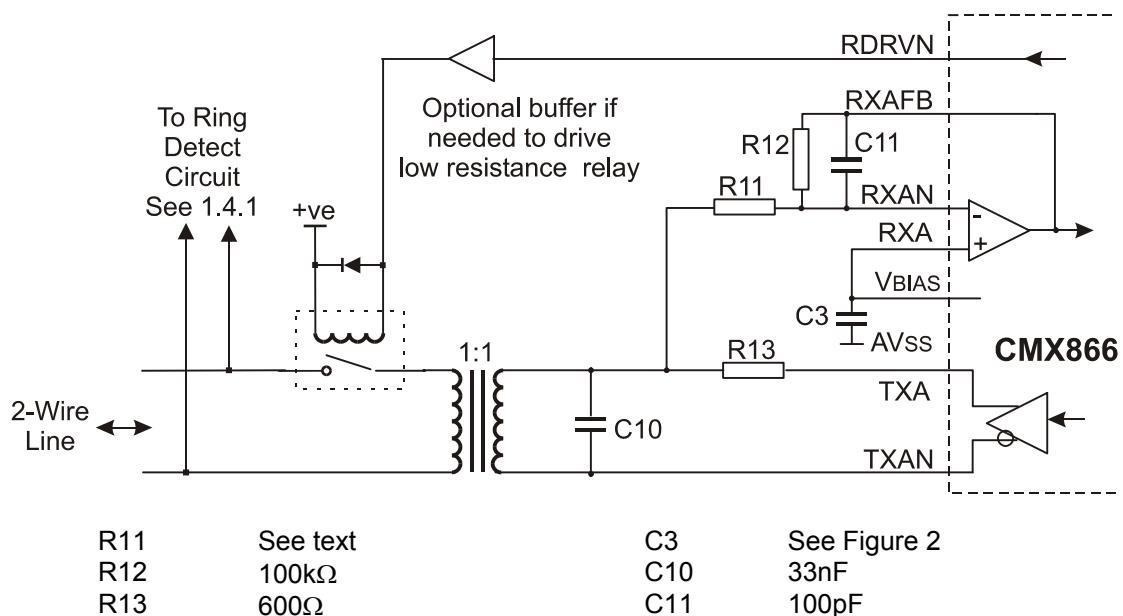 RDRVN
RXAFB
Optional buffer if
needed to drive
low resistance relay
To Ring
Detect
Circuit
See 1.4.1
R12
C11
R11
RXAN
-
+ve
RXA
+
VBIAS
C3
AVSS
CMX866
1:1
R13
TXA
2-Wire
Line
C10
TXAN
R11 See text C3 See Figure 2
R12 100kΩ C10 33nF
R13 600Ω C11 100pF